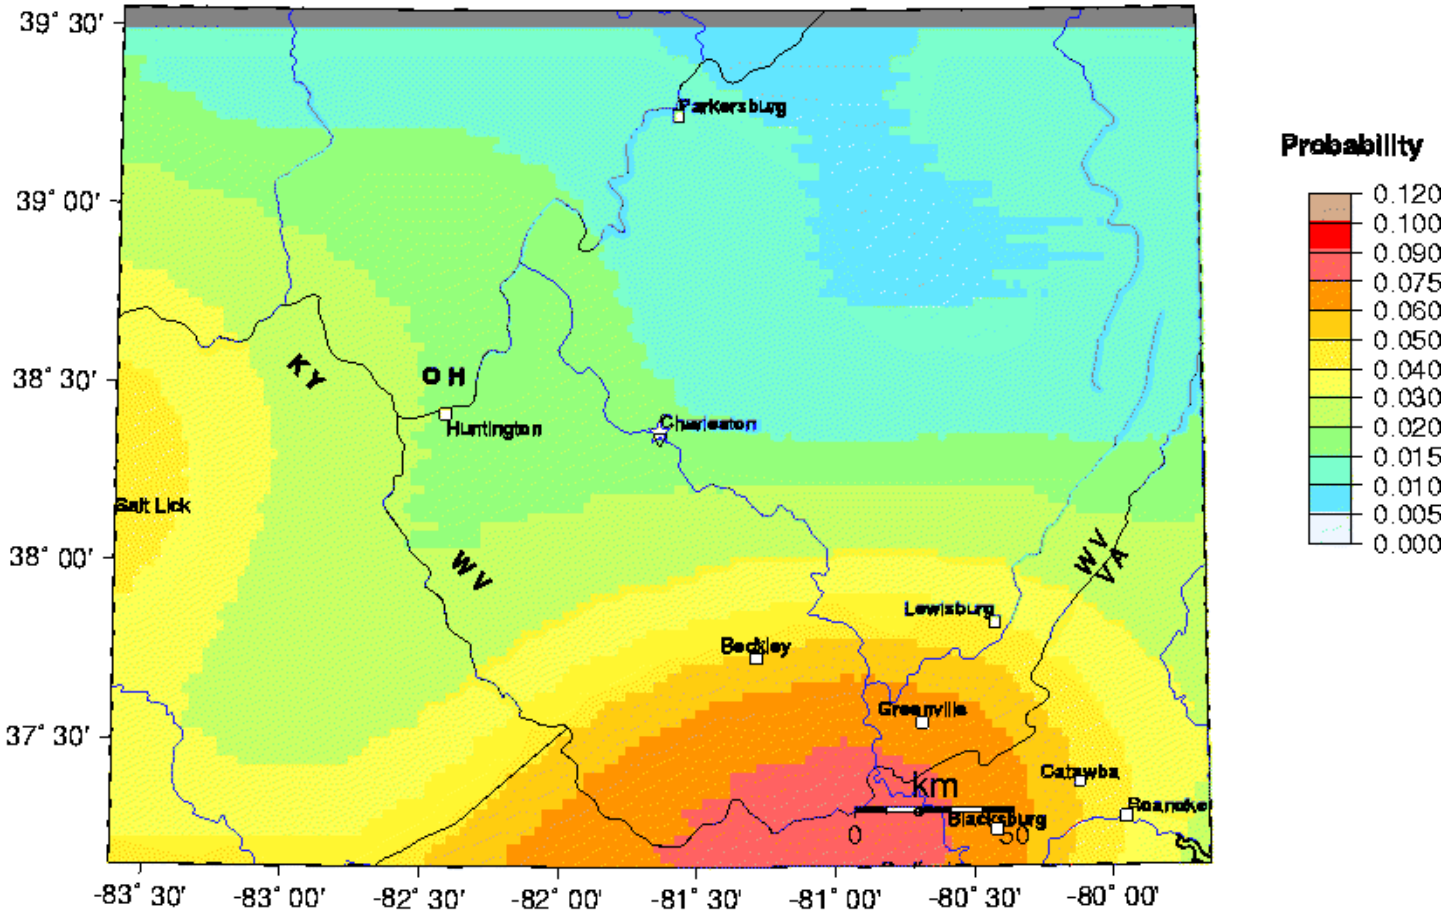 39° 30'
39° 00'
38° 30'
38° 00'
37° 30'
Parkersburg
KY
OH
Huntington
Charleston
Salt Lick
WV
WV
VA
Lewisburg
Beckley
Greenville
Catawba
Roanoke
km
Blacksburg
0 50
-83° 30' -83° 00' -82° 30' -82° 00' -81° 30' -81° 00' -80° 30' -80° 00'
Probability
0.120
0.100
0.090
0.075
0.060
0.050
0.040
0.030
0.020
0.015
0.010
0.005
0.000